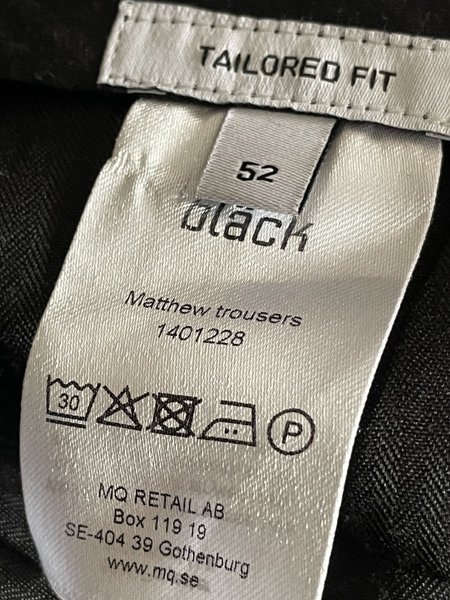 TAILORED FIT
52
bläck
Matthew trousers
1401228
30
P
MQ RETAIL AB
Box 119 19
SE-404 39 Gothenburg
www.mq.se